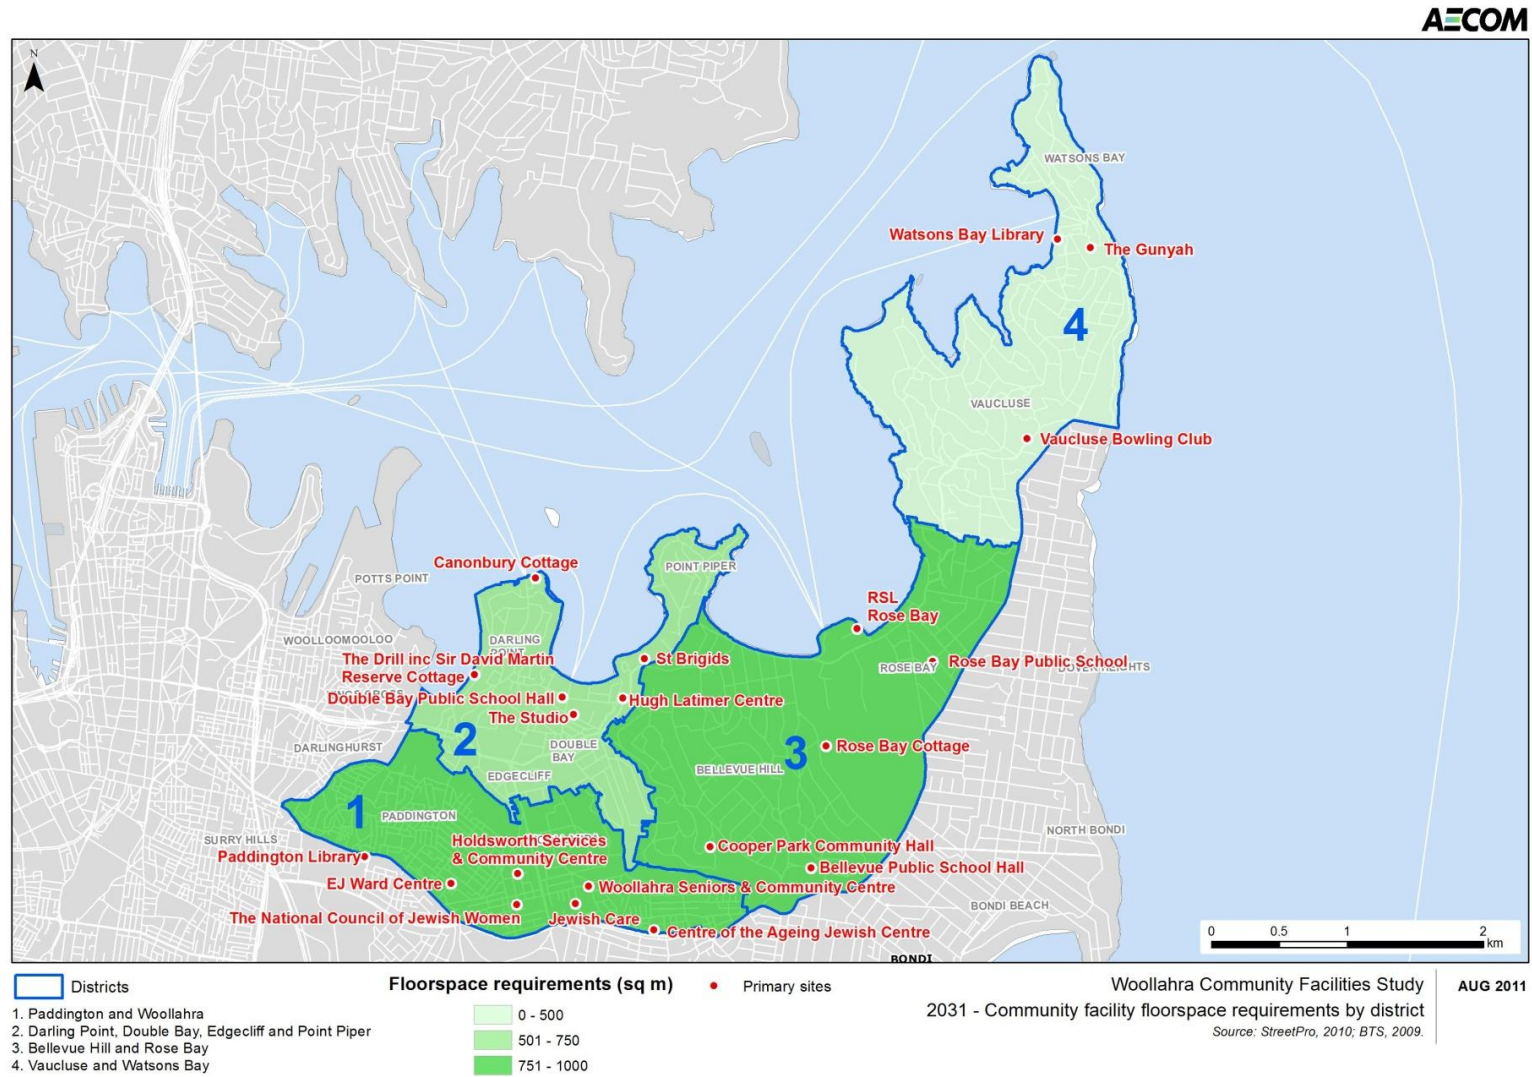 AECOM
N
WATSONS BAY
Watsons Bay Library
The Gunyah
4
VAUCLUSE
Vaucluse Bowling Club
Canonbury Cottage
POTTS POINT
POINT PIPER
RSL
Rose Bay
WOOLLOOMOOLOO
DARLING
POINT
The Drill inc Sir David Martin
Reserve Cottage
St Brigids
ROSE BAY
Rose Bay Public School
Double Bay Public School Hall
Hugh Latimer Centre
The Studio
2
DARLINGHURST
DOUBLE
BAY
3
Rose Bay Cottage
EDGECLIFF
BELLEVUE HILL
1
PADDINGTON
SURRY HILLS
NORTH BONDI
Holdsworth Services
& Community Centre
Cooper Park Community Hall
Paddington Library
Bellevue Public School Hall
EJ Ward Centre
Woollahra Seniors & Community Centre
BONDI BEACH
The National Council of Jewish Women
Jewish Care
Centre of the Ageing Jewish Centre
0 0.5 1 2
km
BONDI
Districts
1. Paddington and Woollahra
2. Darling Point, Double Bay, Edgecliff and Point Piper
3. Bellevue Hill and Rose Bay
4. Vaucluse and Watsons Bay
Floorspace requirements (sq m)
0 - 500
501 - 750
751 - 1000
Primary sites
Woollahra Community Facilities Study
2031 - Community facility floorspace requirements by district
Source: StreetPro, 2010; BTS, 2009.
AUG 2011